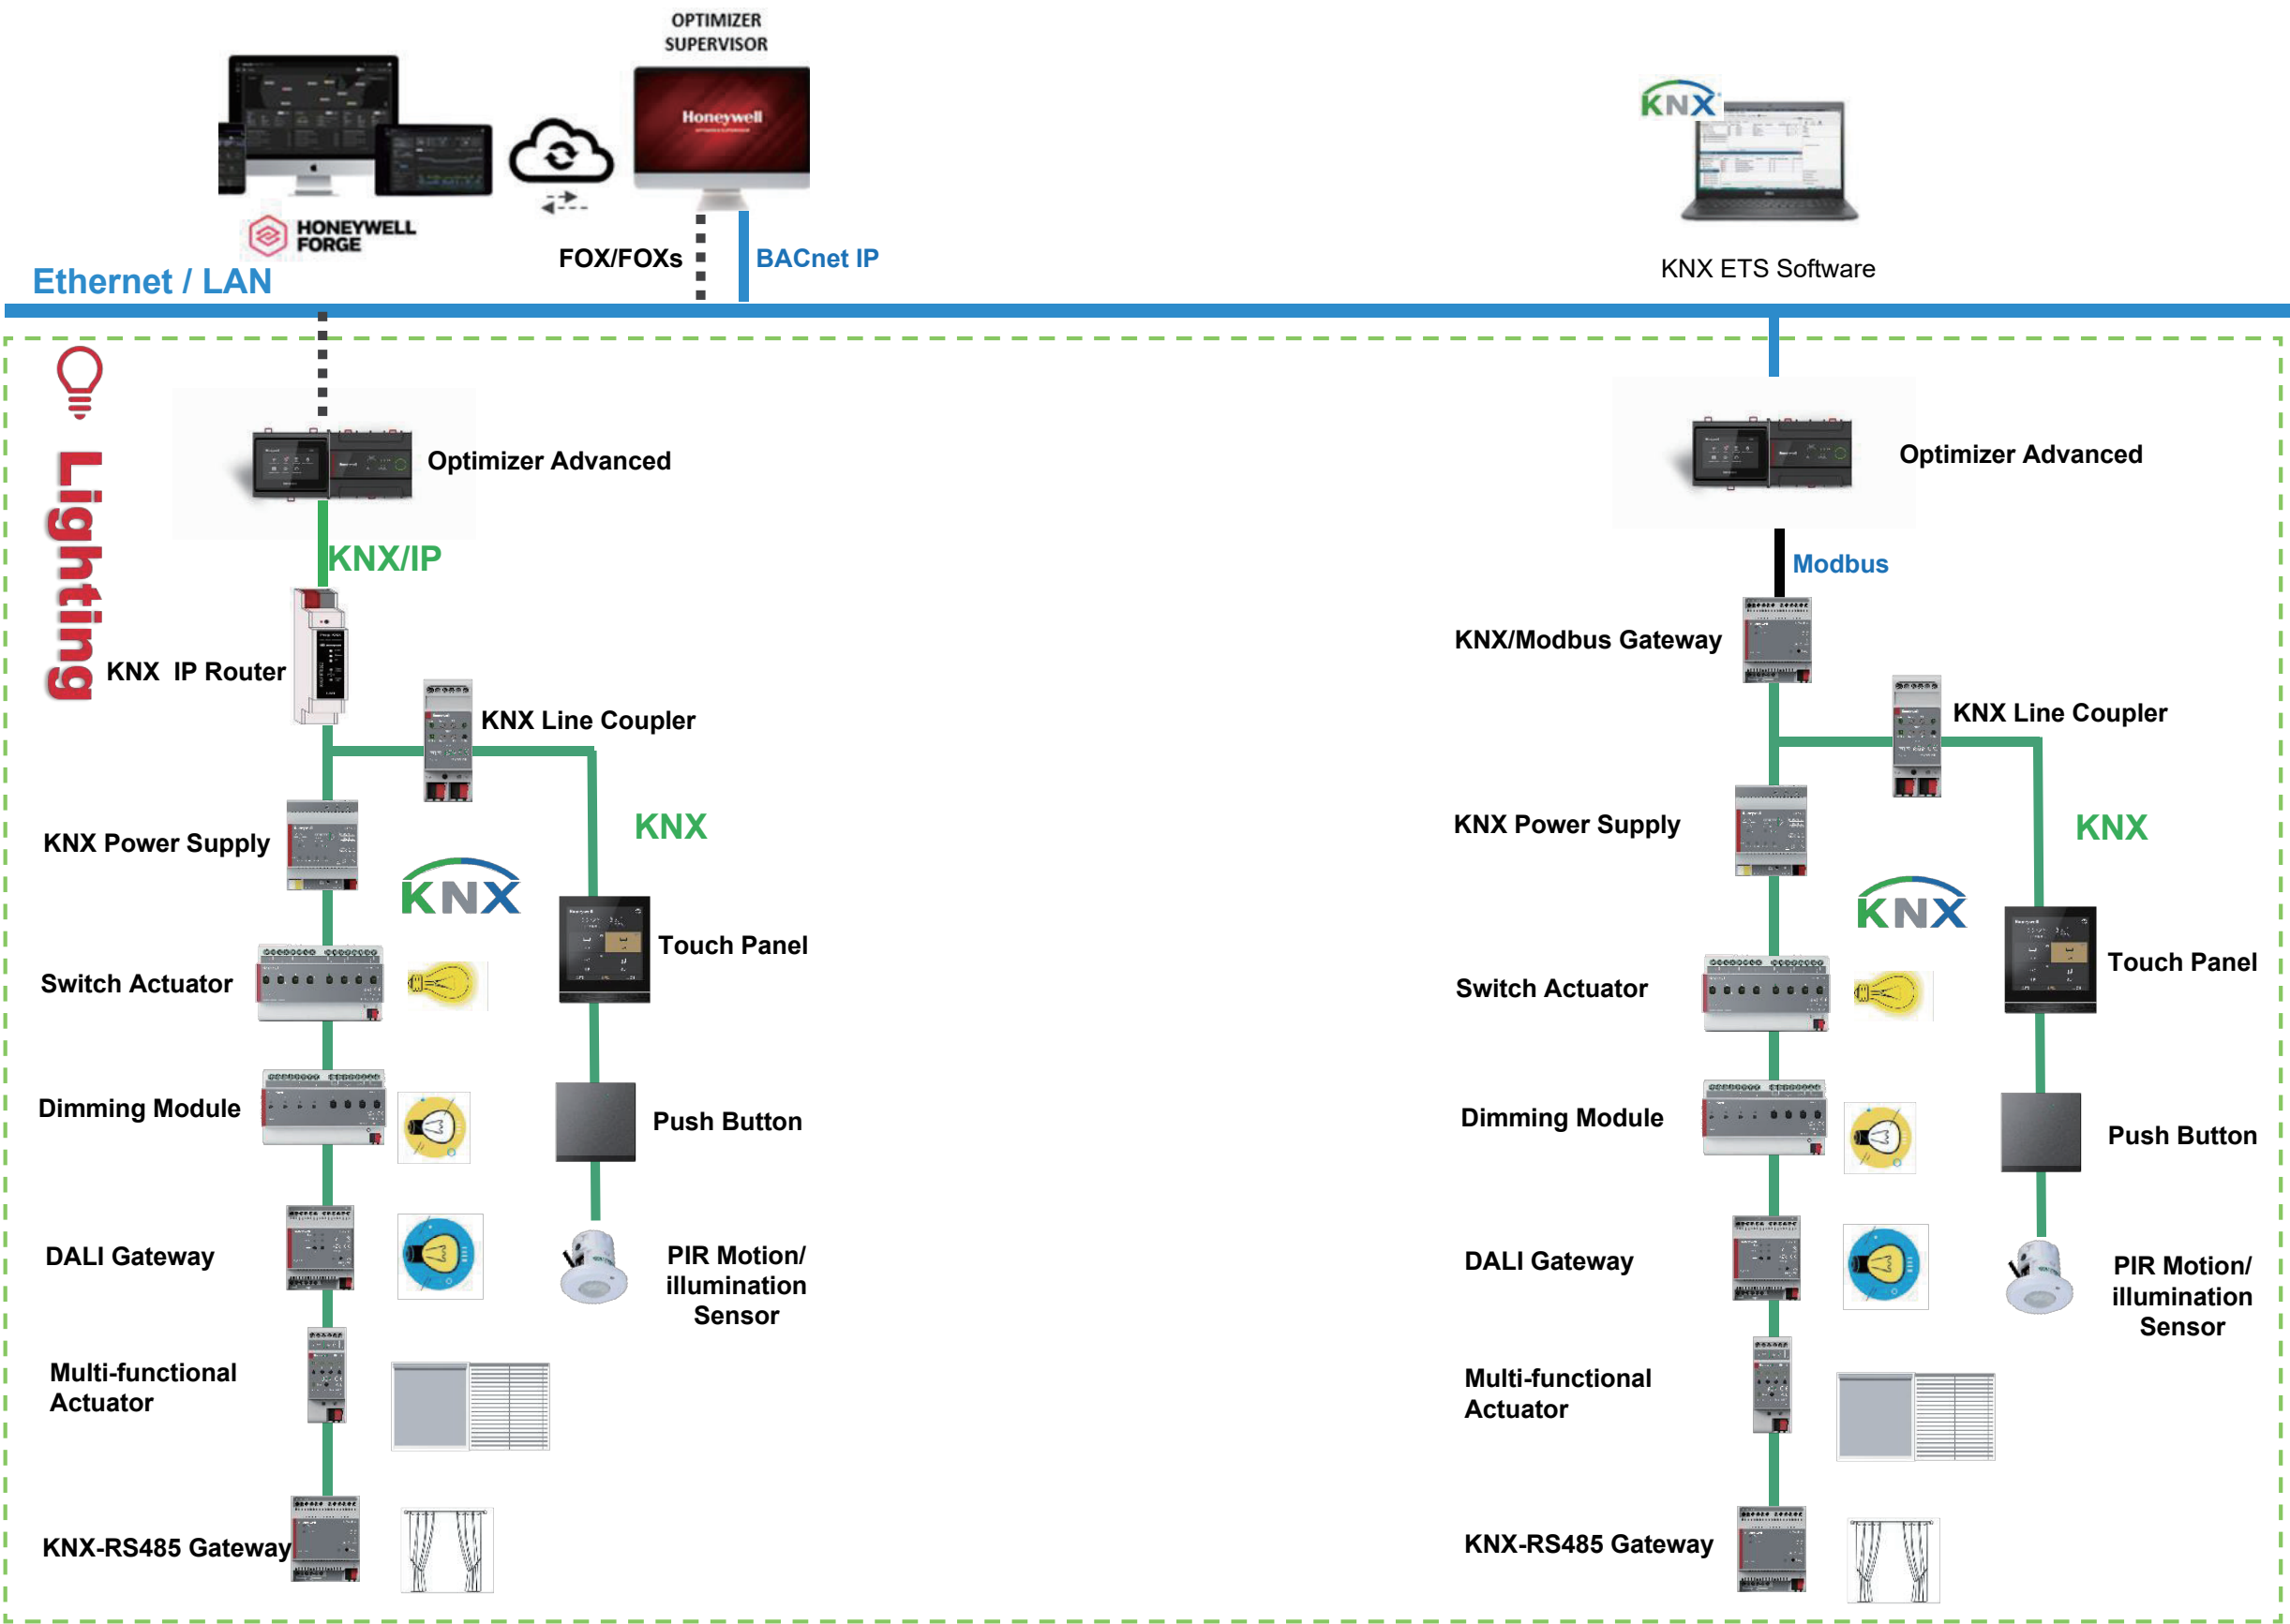 OPTIMIZER
SUPERVISOR
Honeywell
KNX
HONEYWELL
FORGE
FOX/FOXs
BACnet IP
KNX ETS Software
Ethernet / LAN
Lighting
Optimizer Advanced
KNX/IP
KNX IP Router
KNX Line Coupler
KNX Power Supply
KNX
KNX
Switch Actuator
Touch Panel
Dimming Module
Push Button
DALI Gateway
PIR Motion/
illumination
Sensor
Multi-functional
Actuator
KNX-RS485 Gateway
Optimizer Advanced
Modbus
KNX/Modbus Gateway
KNX Line Coupler
KNX Power Supply
KNX
KNX
Switch Actuator
Touch Panel
Dimming Module
Push Button
DALI Gateway
PIR Motion/
illumination
Sensor
Multi-functional
Actuator
KNX-RS485 Gateway